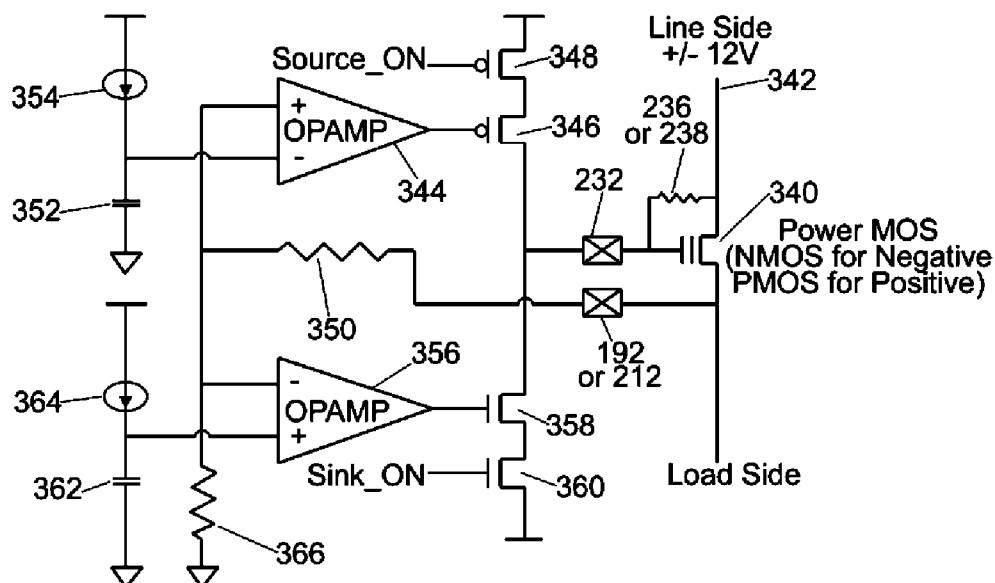 Line Side
+/- 12V
Source_ON
348
342
354
236
or 238
+
OPAMP
-
346
344
232
340
352
Power MOS
(NMOS for Negative
PMOS for Positive)
350
356
192
or 212
364
-
OPAMP
+
358
362
Sink_ON
360
Load Side
366